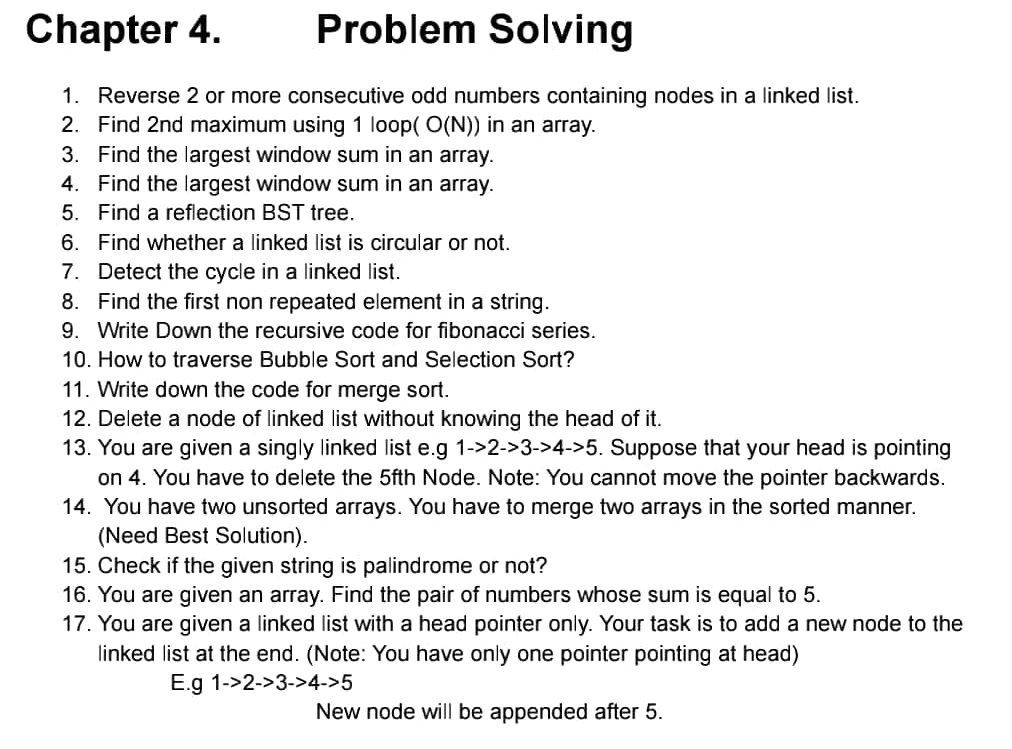 Chapter 4. Problem Solving
1. Reverse 2 or more consecutive odd numbers containing nodes in a linked list.
2. Find 2nd maximum using 1 loop( O(N)) in an array.
3. Find the largest window sum in an array.
4. Find the largest window sum in an array.
5. Find a reflection BST tree.
6. Find whether a linked list is circular or not.
7. Detect the cycle in a linked list.
8. Find the first non repeated element in a string.
9. Write Down the recursive code for fibonacci series.
10. How to traverse Bubble Sort and Selection Sort?
11. Write down the code for merge sort.
12. Delete a node of linked list without knowing the head of it.
13. You are given a singly linked list e.g 1->2->3->4->5. Suppose that your head is pointing
on 4. You have to delete the 5fth Node. Note: You cannot move the pointer backwards.
14. You have two unsorted arrays. You have to merge two arrays in the sorted manner.
(Need Best Solution).
15. Check if the given string is palindrome or not?
16. You are given an array. Find the pair of numbers whose sum is equal to 5.
17. You are given a linked list with a head pointer only. Your task is to add a new node to the
linked list at the end. (Note: You have only one pointer pointing at head)
E.g 1->2->3->4->5
New node will be appended after 5.